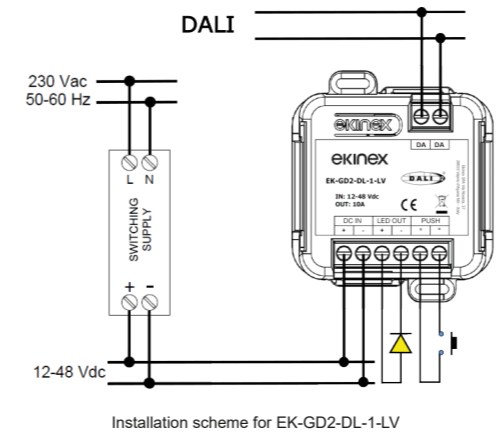 DALI
230 Vac
50-60 Hz
L N
SWITCHING
SUPPLY
+ -
12-48 Vdc
ekinex
DA DA
ekinex
EK-GD2-DL-1-LV
DALI
IN: 12-48 Vdc
OUT: 10A
CE
DC IN LED OUT PUSH
+ - + - * *
Installation scheme for EK-GD2-DL-1-LV